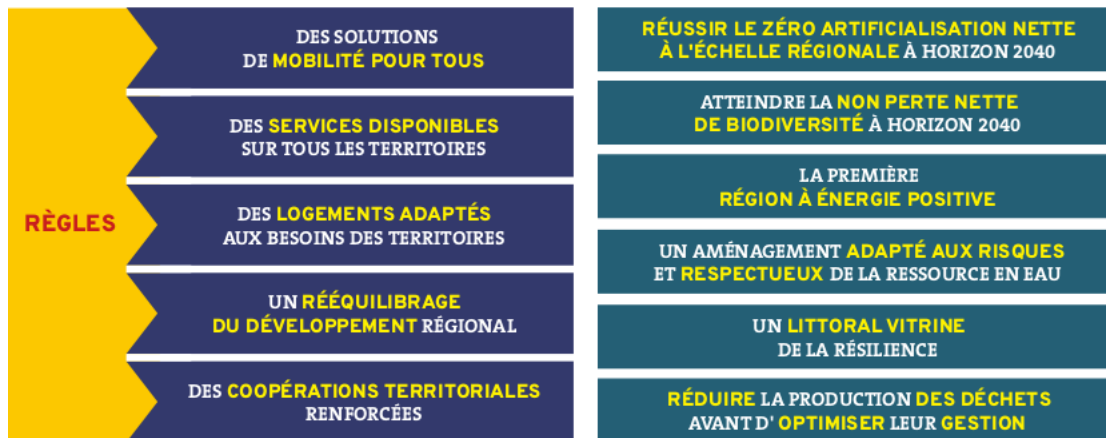 RÈGLES
DES SOLUTIONS
DE MOBILITÉ POUR TOUS
DES SERVICES DISPONIBLES
SUR TOUS LES TERRITOIRES
DES LOGEMENTS ADAPTÉS
AUX BESOINS DES TERRITOIRES
UN RÉÉQUILIBRAGE
DU DÉVELOPPEMENT RÉGIONAL
DES COOPÉRATIONS TERRITORIALES
RENFORCÉES
RÉUSSIR LE ZÉRO ARTIFICIALISATION NETTE
À L'ÉCHELLE RÉGIONALE À HORIZON 2040
ATTEINDRE LA NON PERTE NETTE
DE BIODIVERSITÉ À HORIZON 2040
LA PREMIÈRE
RÉGION À ÉNERGIE POSITIVE
UN AMÉNAGEMENT ADAPTÉ AUX RISQUES
ET RESPECTUEUX DE LA RESSOURCE EN EAU
UN LITTORAL VITRINE
DE LA RÉSILIENCE
RÉDUIRE LA PRODUCTION DES DÉCHETS
AVANT D' OPTIMISER LEUR GESTION